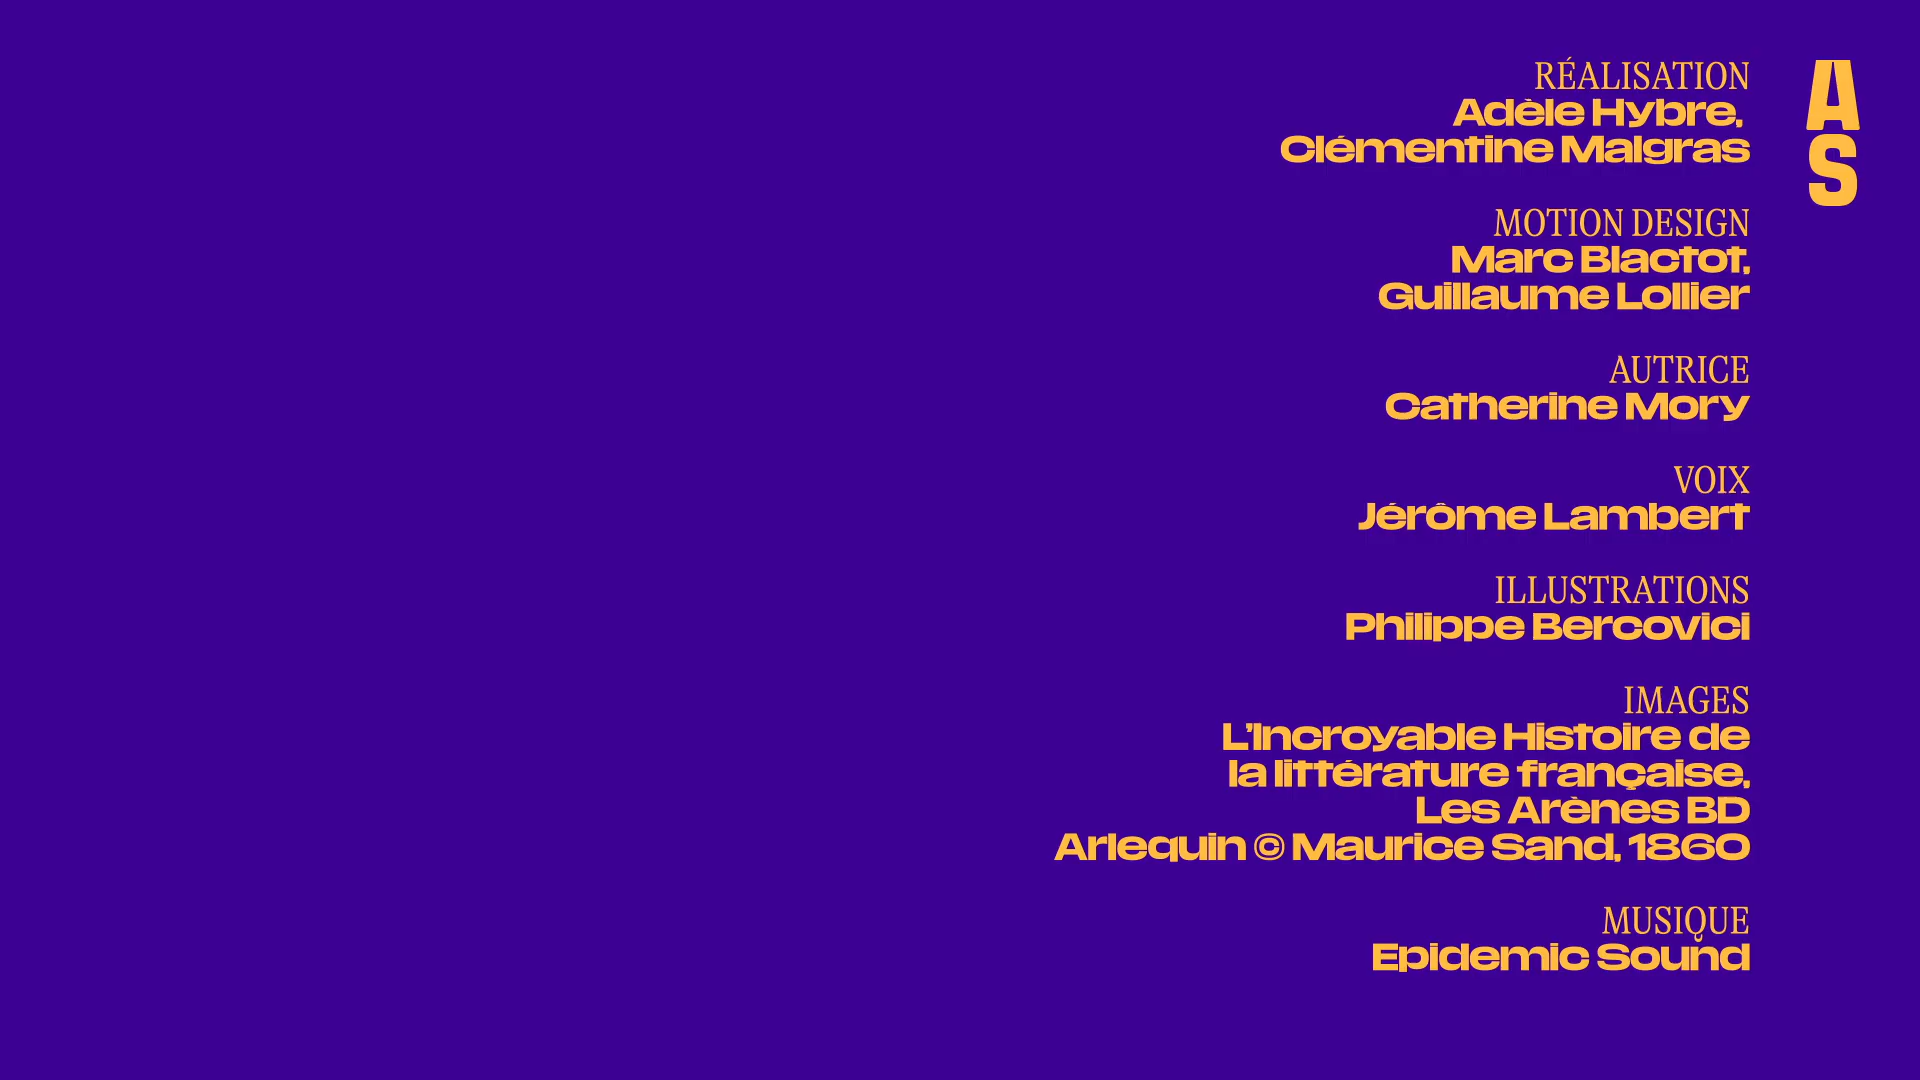 RÉALISATION
Adèle Hybre,
Clémentine Malgras
MOTION DESIGN
Marc Blactot,
Guillaume Lollier
AUTRICE
Catherine Mory
VOIX
Jérôme Lambert
ILLUSTRATIONS
Philippe Bercovici
IMAGES
L'Incroyable Histoire de
la littérature française,
Les Arènes BD
Arlequin © Maurice Sand, 1860
MUSIQUE
Epidemic Sound
A
S